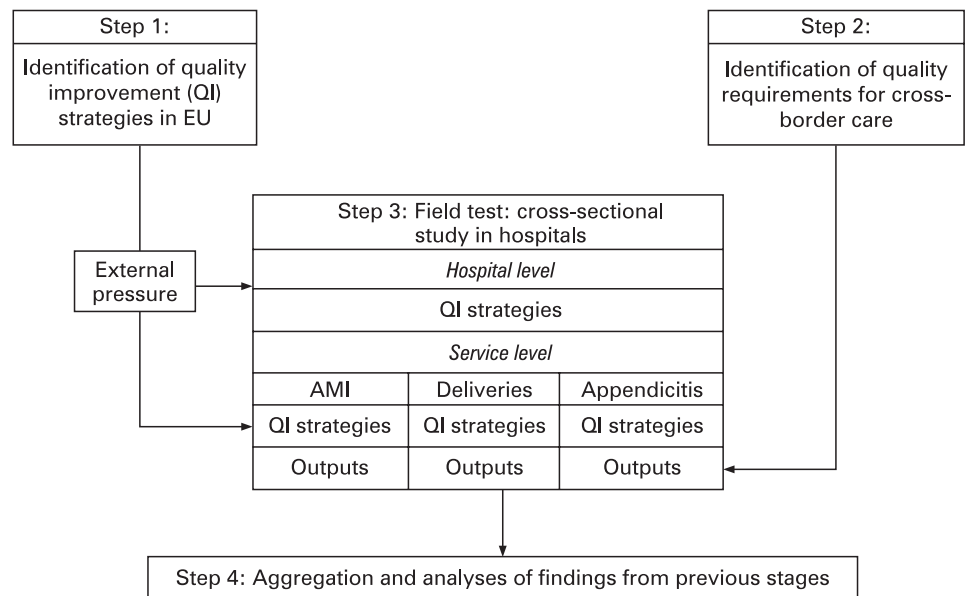 Step 1:
Identification of quality
improvement (QI)
strategies in EU
Step 2:
Identification of quality
requirements for cross-
border care
External
pressure
Step 3: Field test: cross-sectional
study in hospitals
Hospital level
QI strategies
Service level
AMI Deliveries Appendicitis
QI strategies QI strategies QI strategies
Outputs Outputs Outputs
Step 4: Aggregation and analyses of findings from previous stages